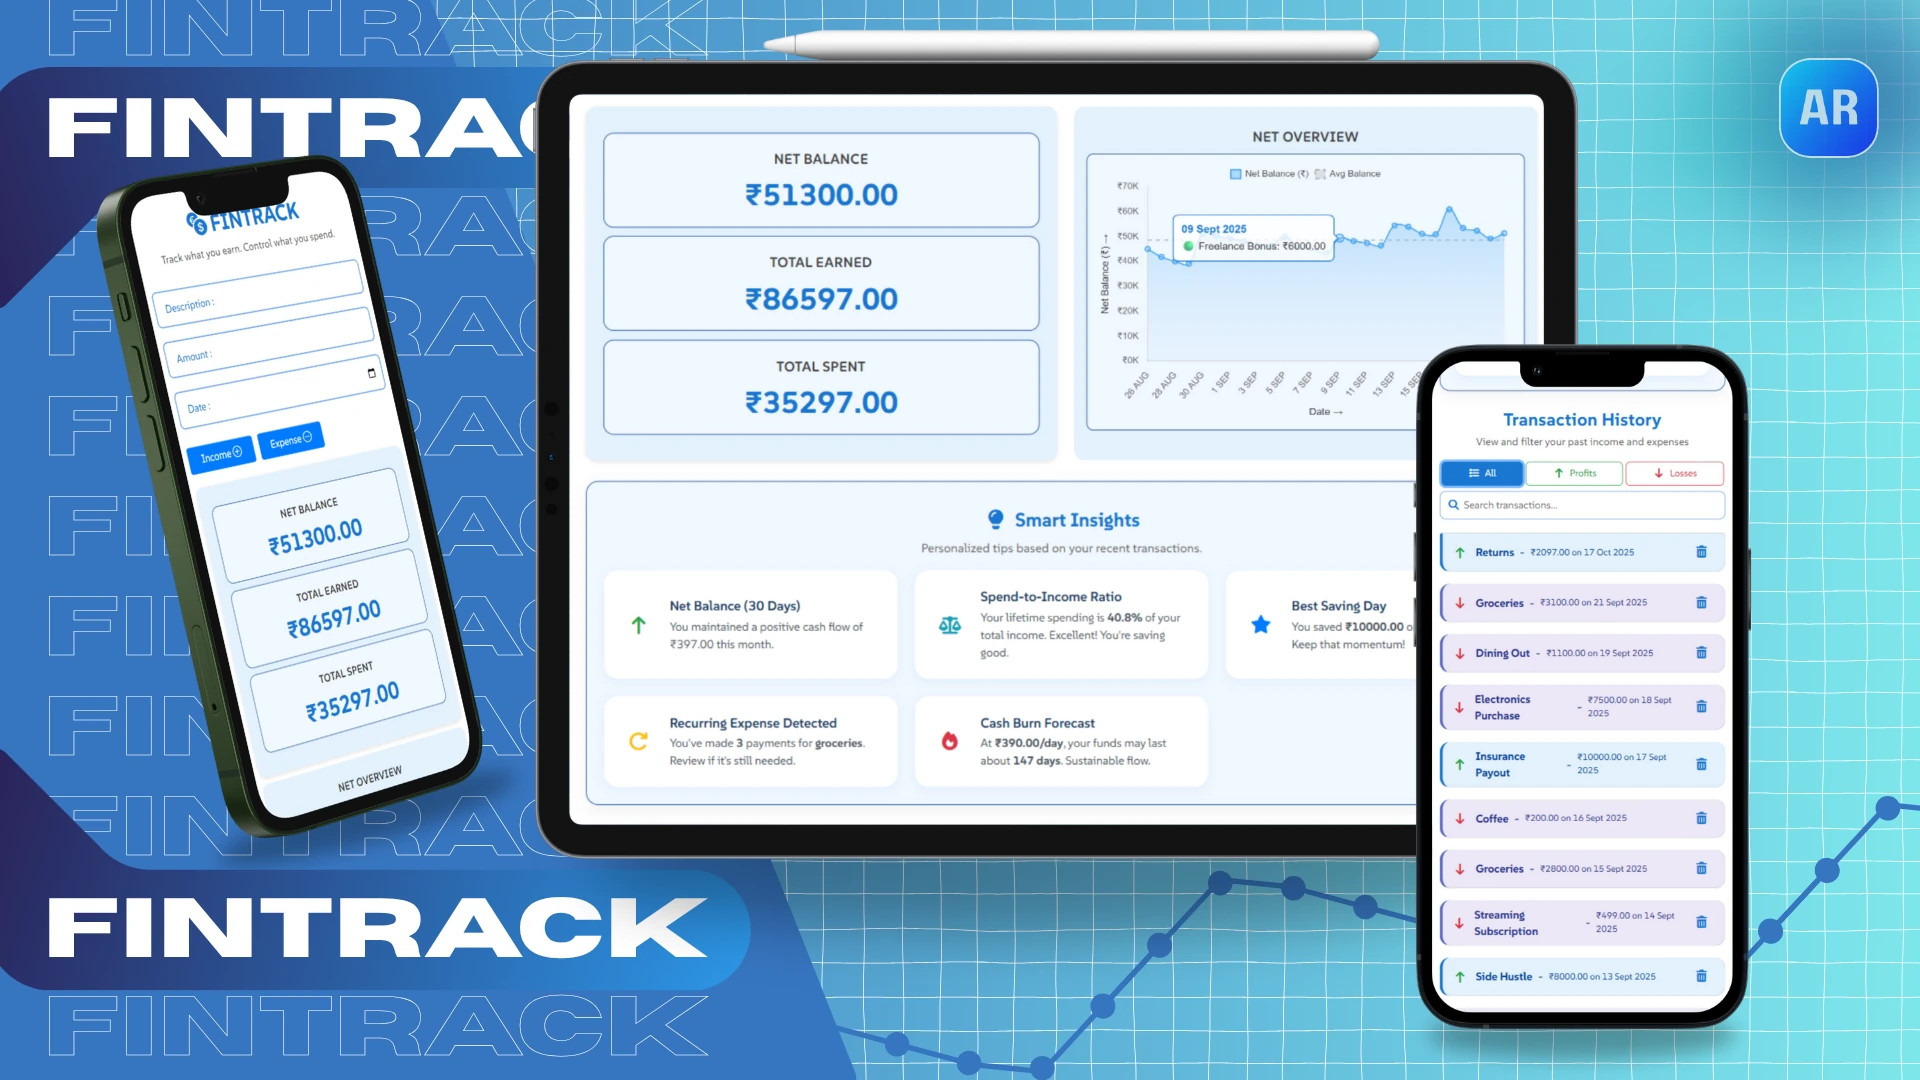 FINTRACK
FINTRAC
FINTRACK
Track what you earn. Control what you spend.
Description :
Amount :
Date :
Income
Expense
NET BALANCE
₹51300.00
TOTAL EARNED
₹86597.00
TOTAL SPENT
₹35297.00
NET OVERVIEW
FINTRACK
FINTRACK
NET BALANCE
₹51300.00
TOTAL EARNED
₹86597.00
TOTAL SPENT
₹35297.00
NET OVERVIEW
Net Balance (₹) Avg Balance
₹70K
₹60K
₹50K
₹40K
₹30K
₹20K
₹10K
₹0K
Net Balance (₹) →
09 Sept 2025
Freelance Bonus: ₹6000.00
26 AUG 28 AUG 30 AUG 1 SEP 3 SEP 5 SEP 7 SEP 9 SEP 11 SEP 13 SEP 15 SEP
Date →
Smart Insights
Personalized tips based on your recent transactions.
Net Balance (30 Days)
You maintained a positive cash flow of
₹397.00 this month.
Spend-to-Income Ratio
Your lifetime spending is 40.8% of your
total income. Excellent! You're saving
good.
Best Saving Day
You saved ₹10000.00 o
Keep that momentum!
Recurring Expense Detected
You've made 3 payments for groceries.
Review if it's still needed.
Cash Burn Forecast
At ₹390.00/day, your funds may last
about 147 days. Sustainable flow.
AR
Transaction History
View and filter your past income and expenses
All Profits Losses
Search transactions...
Returns - ₹2097.00 on 17 Oct 2025
Groceries - ₹3100.00 on 21 Sept 2025
Dining Out - ₹1100.00 on 19 Sept 2025
Electronics Purchase - ₹7500.00 on 18 Sept 2025
Insurance Payout - ₹10000.00 on 17 Sept 2025
Coffee - ₹200.00 on 16 Sept 2025
Groceries - ₹2800.00 on 15 Sept 2025
Streaming Subscription - ₹499.00 on 14 Sept 2025
Side Hustle - ₹8000.00 on 13 Sept 2025